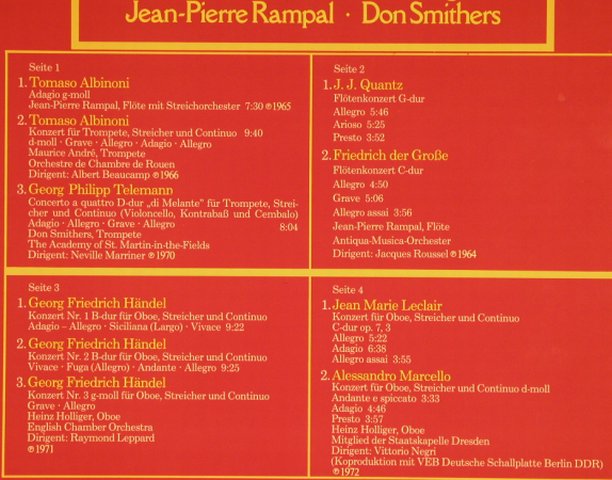 Jean-Pierre Rampal · Don Smithers
Seite 1
1. Tomaso Albinoni
Adagio g-moll
Jean-Pierre Rampal, Flöte mit Streichorchester 7:30 ℗1965
2. Tomaso Albinoni
Konzert für Trompete, Streicher und Continuo 9:40
d-moll · Grave · Allegro · Adagio · Allegro
Maurice André, Trompete
Orchestre de Chambre de Rouen
Dirigent: Albert Beaucamp ℗1966
3. Georg Philipp Telemann
Concerto a quattro D-dur „di Melante" für Trompete, Strei-
cher und Continuo (Violoncello, Kontrabaß und Cembalo)
Adagio · Allegro · Grave · Allegro 8:04
Don Smithers, Trompete
The Academy of St. Martin-in-the-Fields
Dirigent: Neville Marriner ℗1970
Seite 2
1. J. J. Quantz
Flötenkonzert G-dur
Allegro 5:46
Arioso 5:25
Presto 3:52
2. Friedrich der Große
Flötenkonzert C-dur
Allegro 4:50
Grave 5:06
Allegro assai 3:56
Jean-Pierre Rampal, Flöte
Antiqua-Musica-Orchester
Dirigent: Jacques Roussel ℗1964
Seite 3
1. Georg Friedrich Händel
Konzert Nr. 1 B-dur für Oboe, Streicher und Continuo
Adagio – Allegro · Siciliana (Largo) · Vivace 9:22
2. Georg Friedrich Händel
Konzert Nr. 2 B-dur für Oboe, Streicher und Continuo
Vivace · Fuga (Allegro) · Andante · Allegro 9:25
3. Georg Friedrich Händel
Konzert Nr. 3 g-moll für Oboe, Streicher und Continuo
Grave · Allegro
Heinz Holliger, Oboe
English Chamber Orchestra
Dirigent: Raymond Leppard
℗1971
Seite 4
1. Jean Marie Leclair
Konzert für Oboe, Streicher und Continuo
C-dur op. 7, 3
Allegro 5:22
Adagio 6:38
Allegro assai 3:55
2. Alessandro Marcello
Konzert für Oboe, Streicher und Continuo d-moll
Andante e spiccato 3:33
Adagio 4:46
Presto 3:57
Heinz Holliger, Oboe
Mitglied der Staatskapelle Dresden
Dirigent: Vittorio Negri
(Koproduktion mit VEB Deutsche Schallplatte Berlin DDR)
℗1972